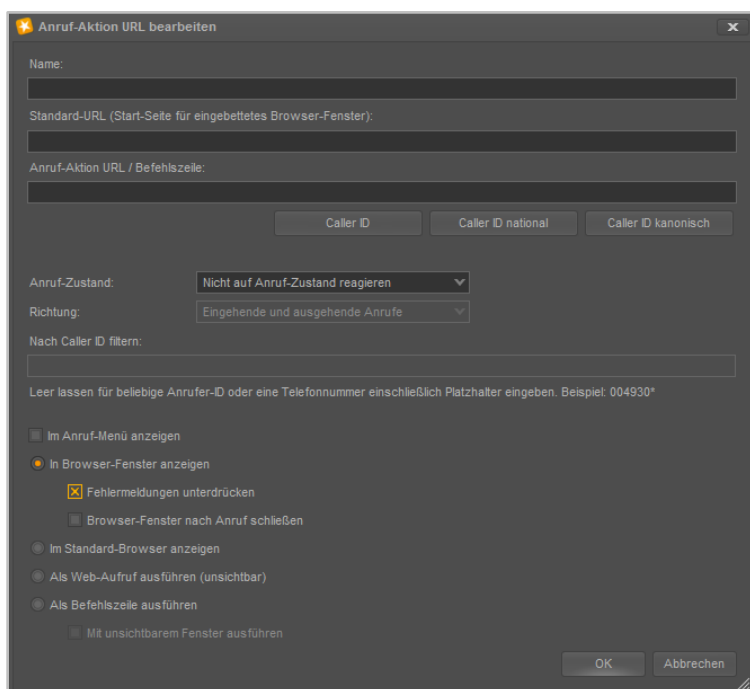 Anruf-Aktion URL bearbeiten
Name:
Standard-URL (Start-Seite für eingebettetes Browser-Fenster):
Anruf-Aktion URL / Befehlszeile:
Caller ID Caller ID national Caller ID kanonisch
Anruf-Zustand: Nicht auf Anruf-Zustand reagieren
Richtung: Eingehende und ausgehende Anrufe
Nach Caller ID filtern:
Leer lassen für beliebige Anrufer-ID oder eine Telefonnummer einschließlich Platzhalter eingeben. Beispiel: 004930*
Im Anruf-Menü anzeigen
In Browser-Fenster anzeigen
Fehlermeldungen unterdrücken
Browser-Fenster nach Anruf schließen
Im Standard-Browser anzeigen
Als Web-Aufruf ausführen (unsichtbar)
Als Befehlszeile ausführen
Mit unsichtbarem Fenster ausführen
OK Abbrechen